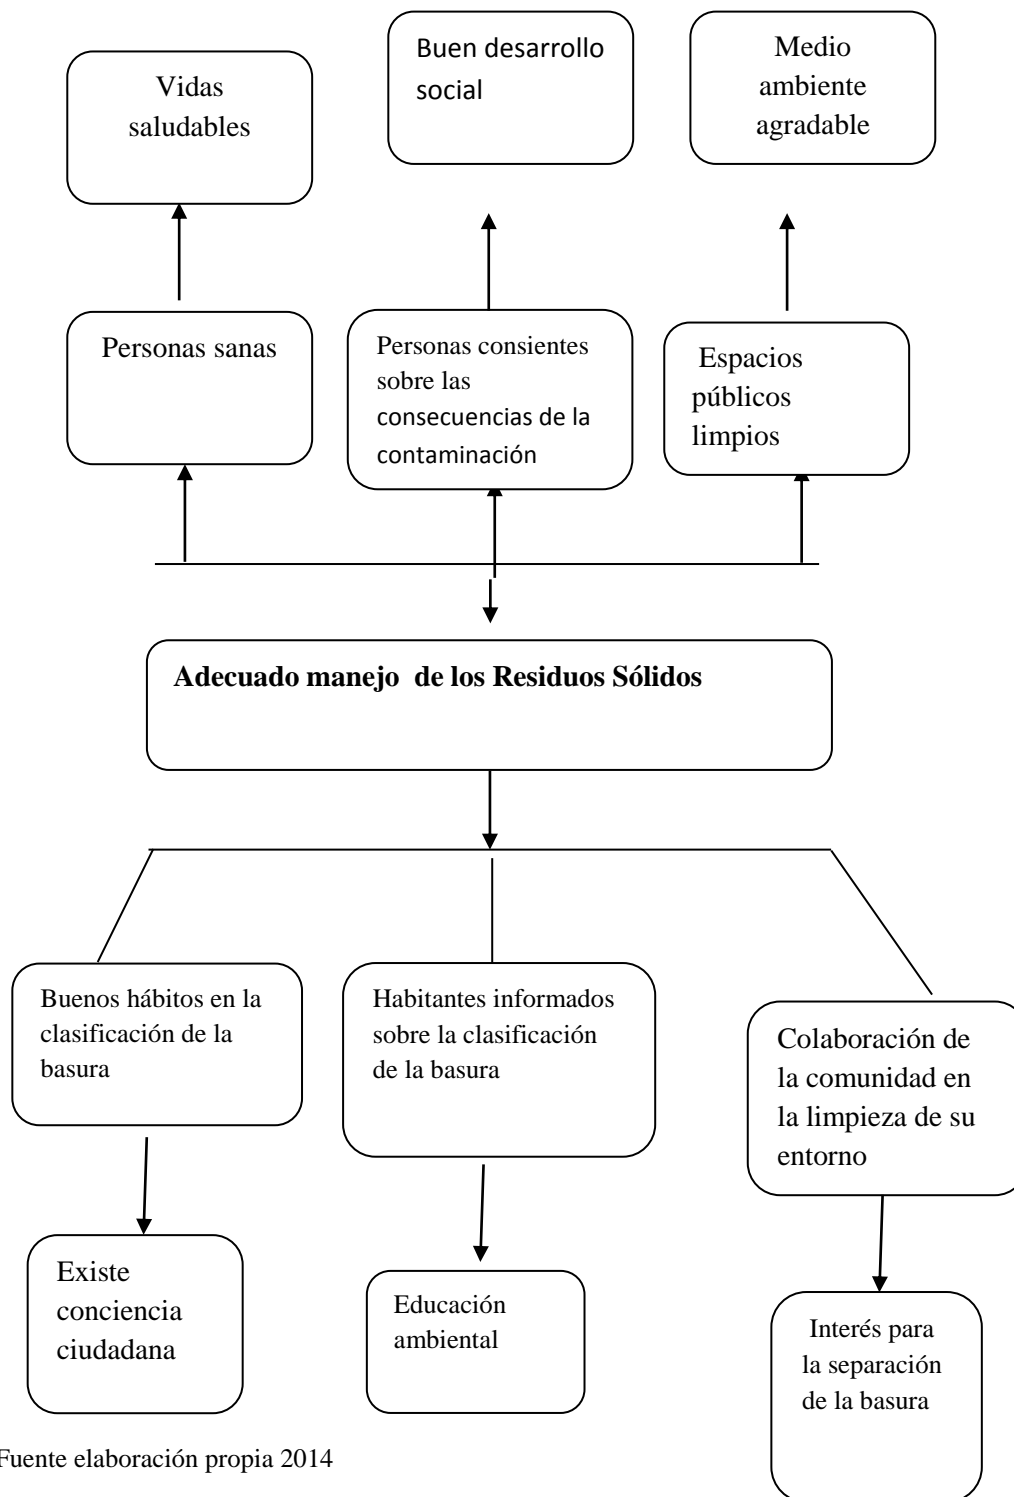 Vidas
saludables
Buen desarrollo
social
Medio
ambiente
agradable
Personas sanas
Personas consientes
sobre las
consecuencias de la
contaminación
Espacios
públicos
limpios
Adecuado manejo  de los Residuos Sólidos
Buenos hábitos en la
clasificación de la
basura
Habitantes informados
sobre la clasificación
de la basura
Colaboración de
la comunidad en
la limpieza de su
entorno
Existe
conciencia
ciudadana
Educación
ambiental
Interés para
la separación
de la basura
Fuente elaboración propia 2014